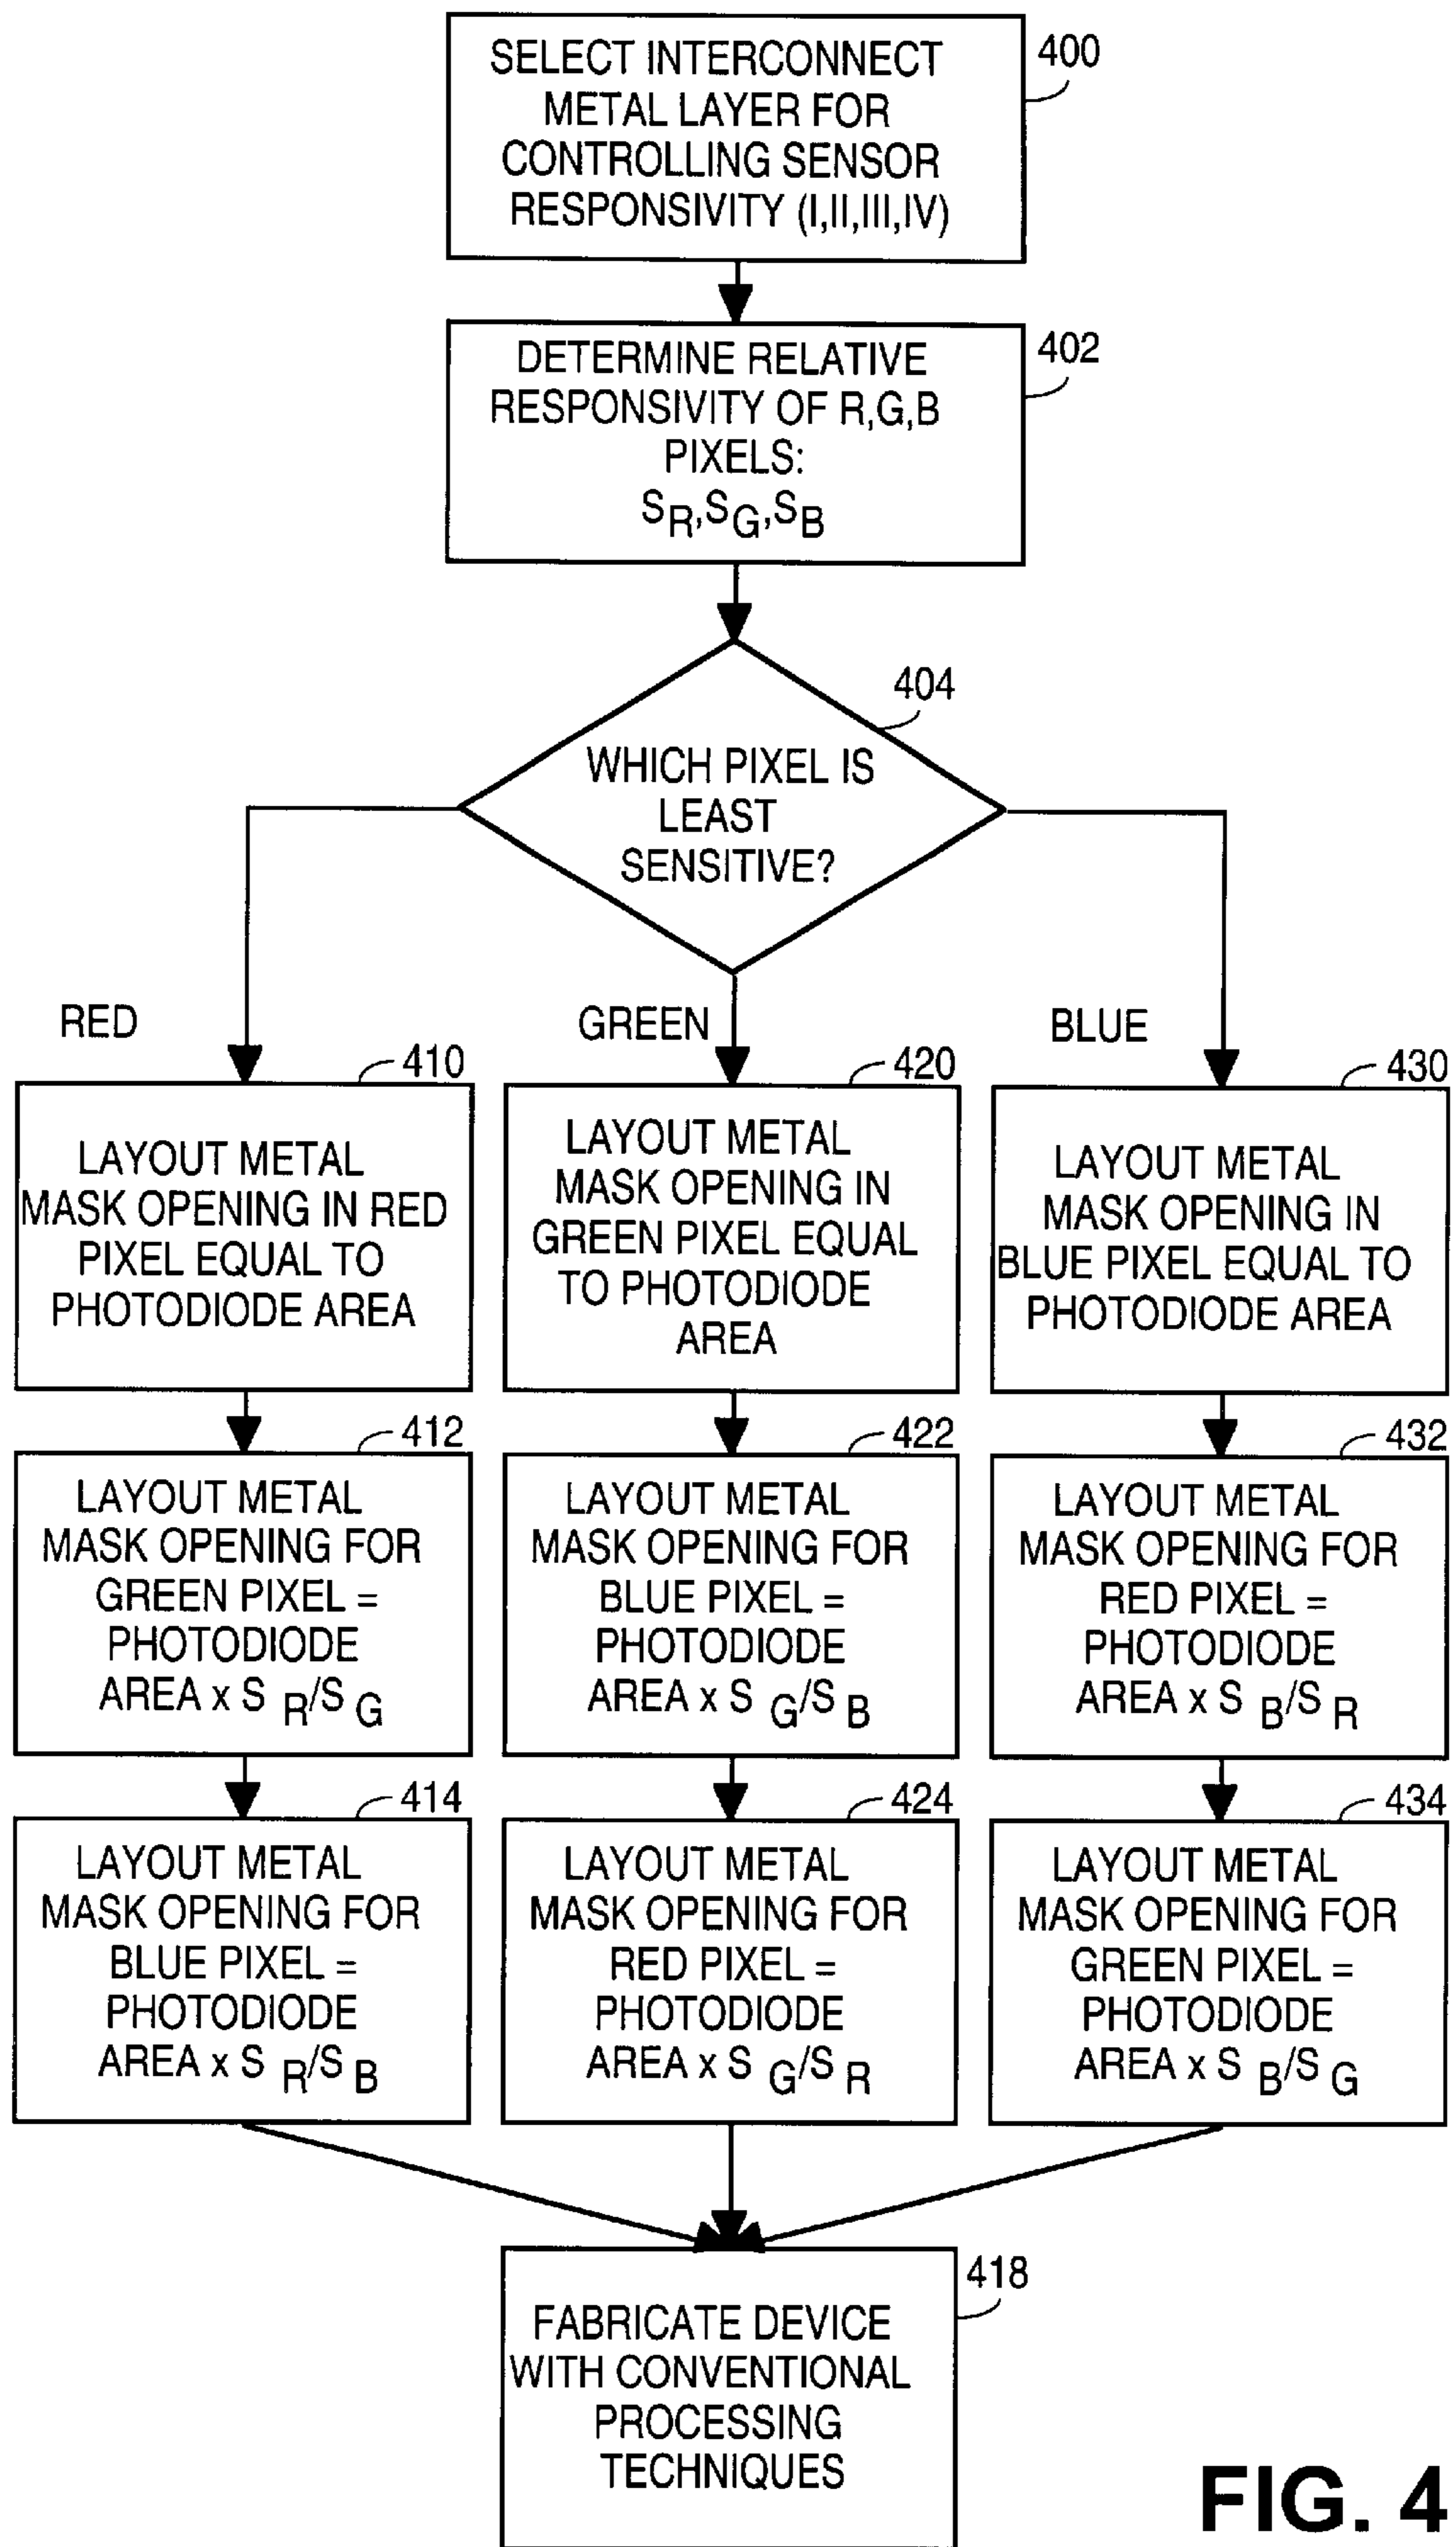 SELECT INTERCONNECT
METAL LAYER FOR
CONTROLLING SENSOR
RESPONSIVITY (I,II,III,IV)
400
DETERMINE RELATIVE
RESPONSIVITY OF R,G,B
PIXELS:
SR,SG,SB
402
404
WHICH PIXEL IS
LEAST
SENSITIVE?
RED
GREEN
BLUE
410
LAYOUT METAL
MASK OPENING IN RED
PIXEL EQUAL TO
PHOTODIODE AREA
420
LAYOUT METAL
MASK OPENING IN
GREEN PIXEL EQUAL
TO PHOTODIODE
AREA
430
LAYOUT METAL
MASK OPENING IN
BLUE PIXEL EQUAL TO
PHOTODIODE AREA
412
LAYOUT METAL
MASK OPENING FOR
GREEN PIXEL =
PHOTODIODE
AREA x S R/S G
422
LAYOUT METAL
MASK OPENING FOR
BLUE PIXEL =
PHOTODIODE
AREA x S G/S B
432
LAYOUT METAL
MASK OPENING FOR
RED PIXEL =
PHOTODIODE
AREA x S B/S R
414
LAYOUT METAL
MASK OPENING FOR
BLUE PIXEL =
PHOTODIODE
AREA x S R/S B
424
LAYOUT METAL
MASK OPENING FOR
RED PIXEL =
PHOTODIODE
AREA x S G/S R
434
LAYOUT METAL
MASK OPENING FOR
GREEN PIXEL =
PHOTODIODE
AREA x S B/S G
418
FABRICATE DEVICE
WITH CONVENTIONAL
PROCESSING
TECHNIQUES
FIG. 4